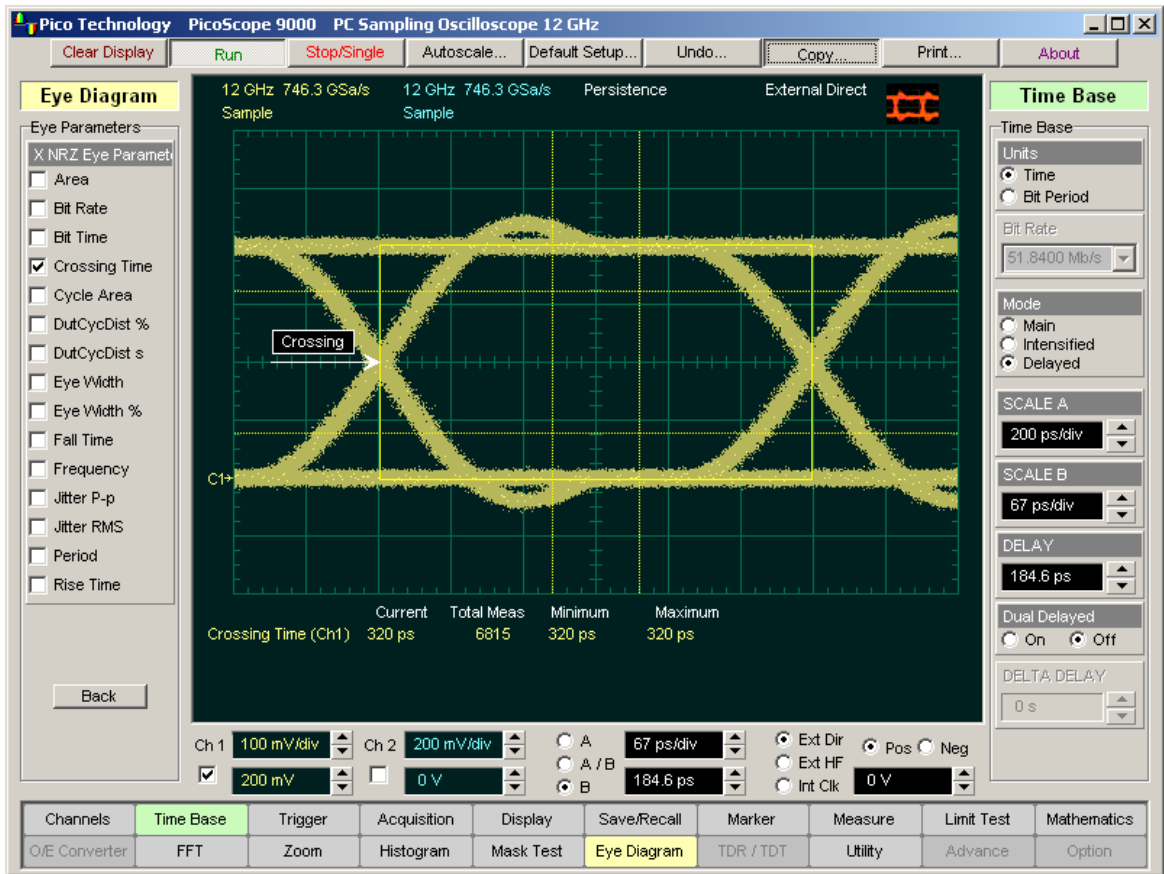 Pico Technology PicoScope 9000 PC Sampling Oscilloscope 12 GHz
Clear Display Run Stop/Single Autoscale... Default Setup... Undo... Copy... Print... About
Eye Diagram
Eye Parameters
X NRZ Eye Paramet
Area
Bit Rate
Bit Time
Crossing Time
Cycle Area
DutCycDist %
DutCycDist s
Eye Width
Eye Width %
Fall Time
Frequency
Jitter P-p
Jitter RMS
Period
Rise Time
Back
12 GHz 746.3 GSa/s 12 GHz 746.3 GSa/s Persistence External Direct
Sample Sample
Crossing
C1
Current Total Meas Minimum Maximum
Crossing Time (Ch1) 320 ps 6815 320 ps 320 ps
Time Base
Time Base
Units
Time
Bit Period
Bit Rate
51.8400 Mb/s
Mode
Main
Intensified
Delayed
SCALE A
200 ps/div
SCALE B
67 ps/div
DELAY
184.6 ps
Dual Delayed
On Off
DELTA DELAY
0 s
Ch 1 100 mV/div Ch 2 200 mV/div A 67 ps/div Ext Dir Pos Neg
A / B Ext HF
200 mV 0 V B 184.6 ps Int Clk 0 V
Channels Time Base Trigger Acquisition Display Save/Recall Marker Measure Limit Test Mathematics
O/E Converter FFT Zoom Histogram Mask Test Eye Diagram TDR / TDT Utility Advance Option